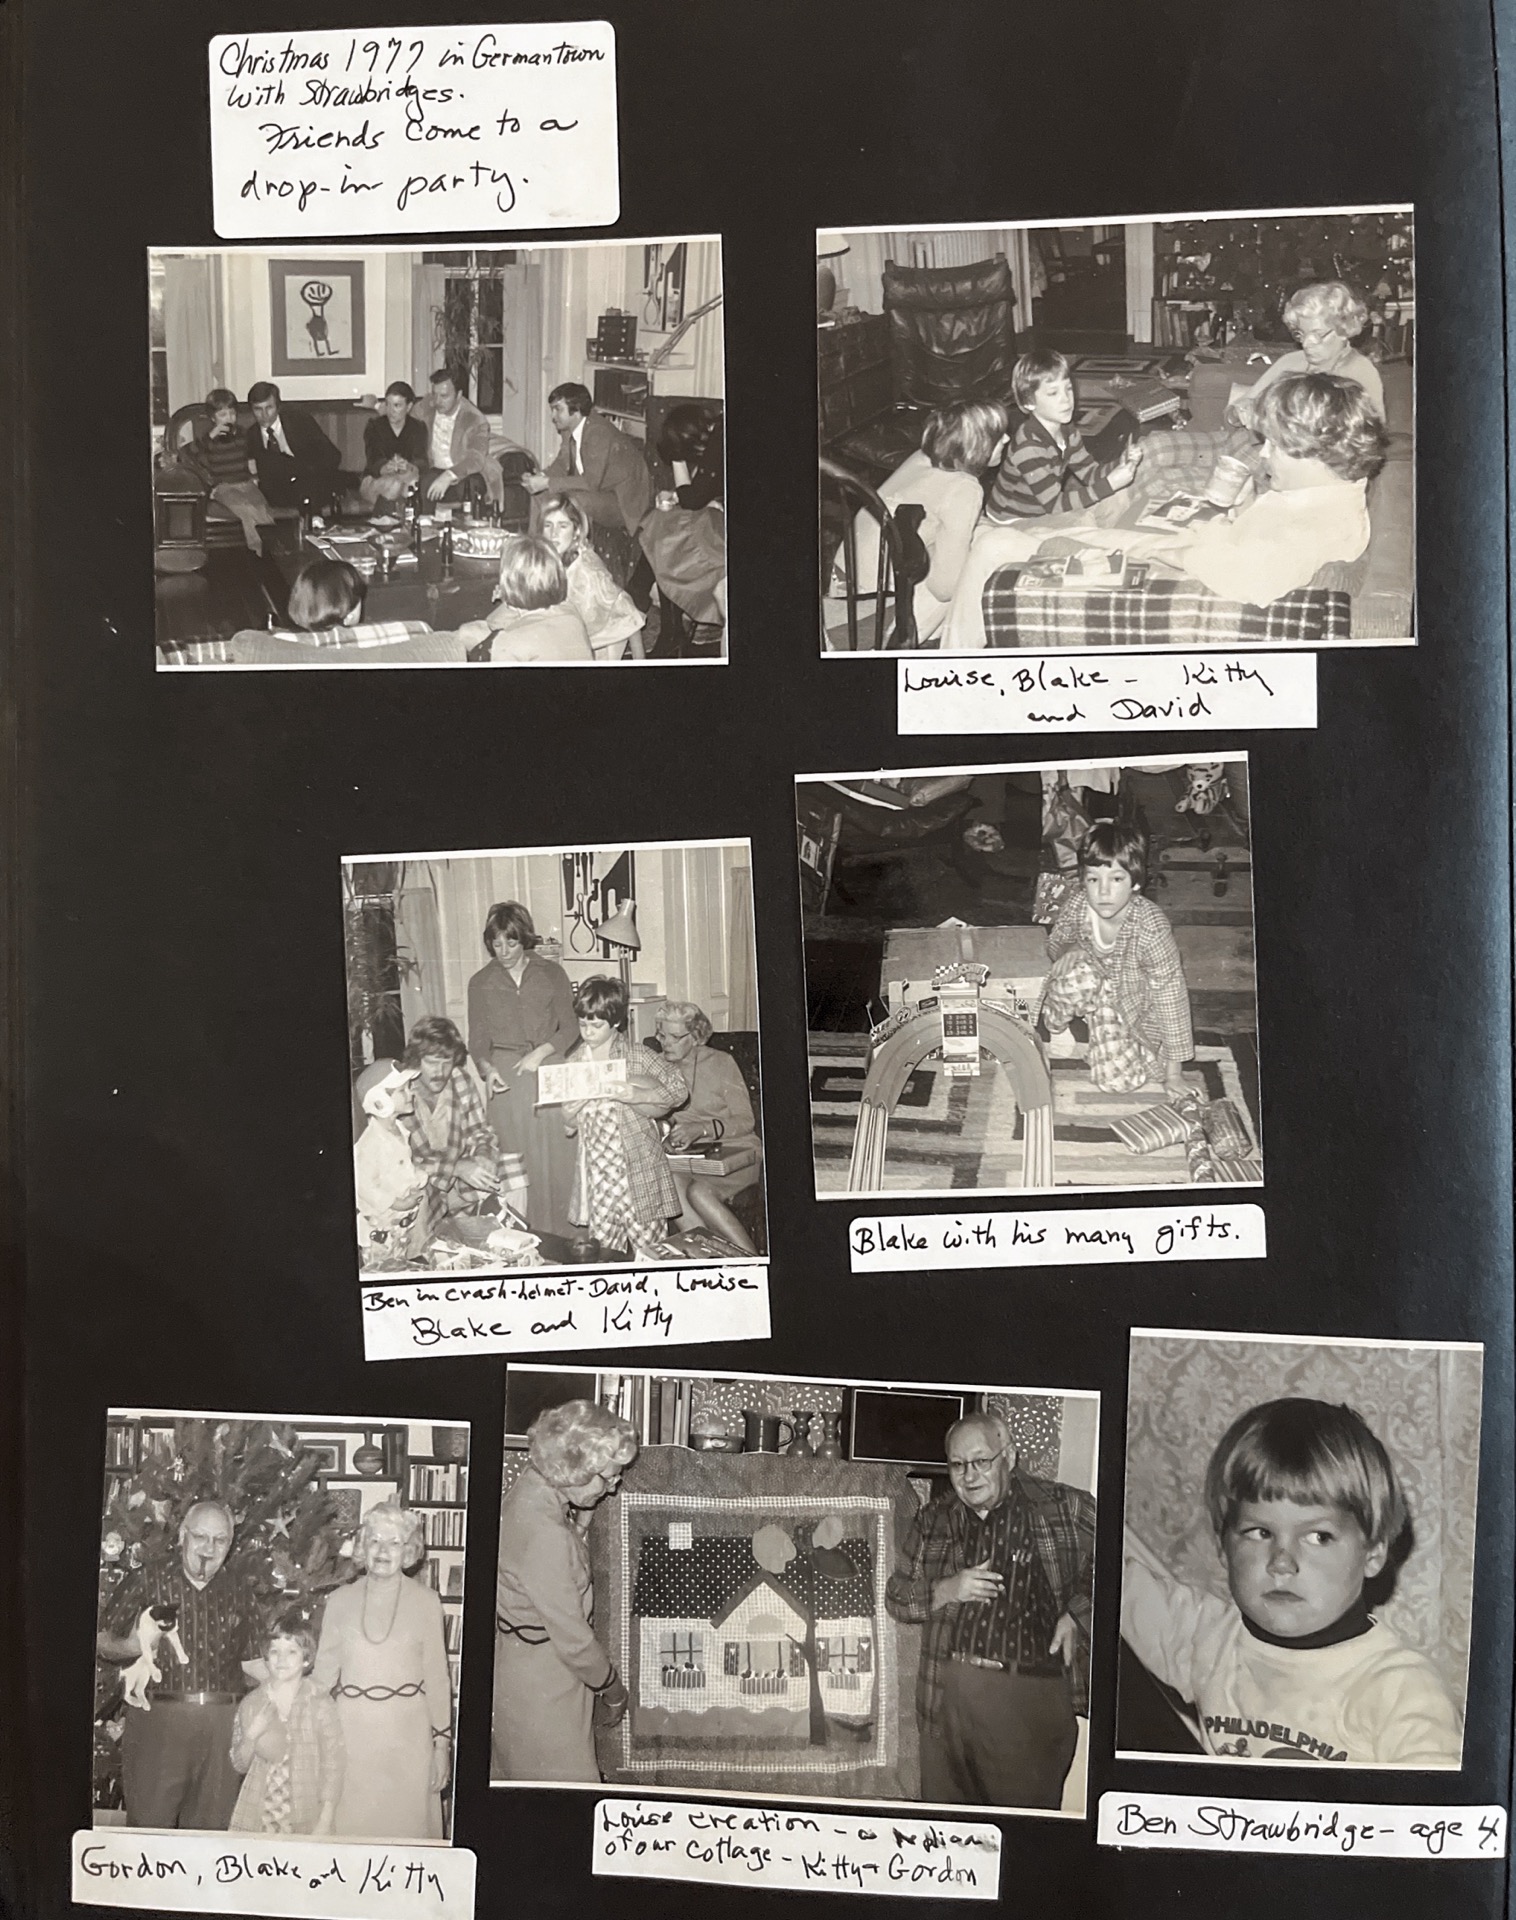 Christmas 1977 in Germantown
with Strawbridges.
Friends come to a
drop-in party.
Louise, Blake - Kitty
and David
Blake with his many gifts.
Ben in crash-helmet - David, Louise
Blake and Kitty
PHILADELPHIA
Gordon, Blake and Kitty
Louise creation - a
of our cottage - Kitty + Gordon
Ben Strawbridge - age 4.